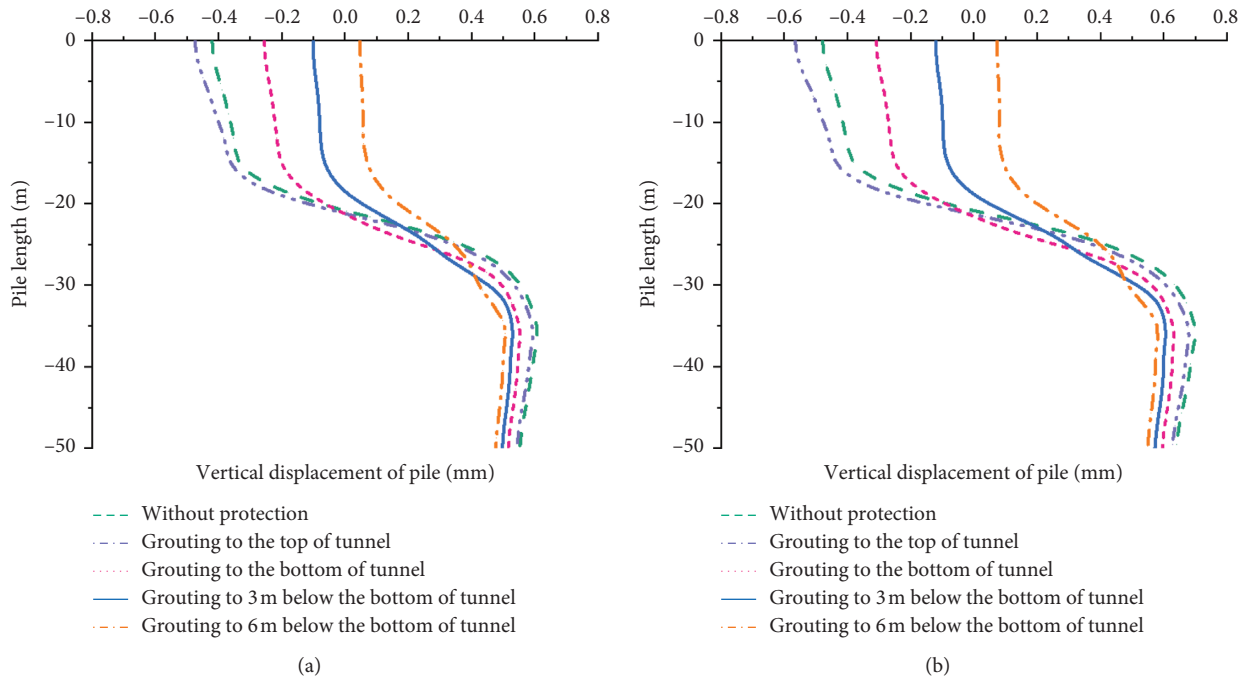 −0.8 −0.6 −0.4 −0.2 0.0 0.2 0.4 0.6 0.8
0
−10
−20
−30
−40
−50
Pile length (m)
Vertical displacement of pile (mm)
Without protection
Grouting to the top of tunnel
Grouting to the bottom of tunnel
Grouting to 3 m below the bottom of tunnel
Grouting to 6 m below the bottom of tunnel
(a)
−0.8 −0.6 −0.4 −0.2 0.0 0.2 0.4 0.6 0.8
0
−10
−20
−30
−40
−50
Pile length (m)
Vertical displacement of pile (mm)
Without protection
Grouting to the top of tunnel
Grouting to the bottom of tunnel
Grouting to 3 m below the bottom of tunnel
Grouting to 6 m below the bottom of tunnel
(b)